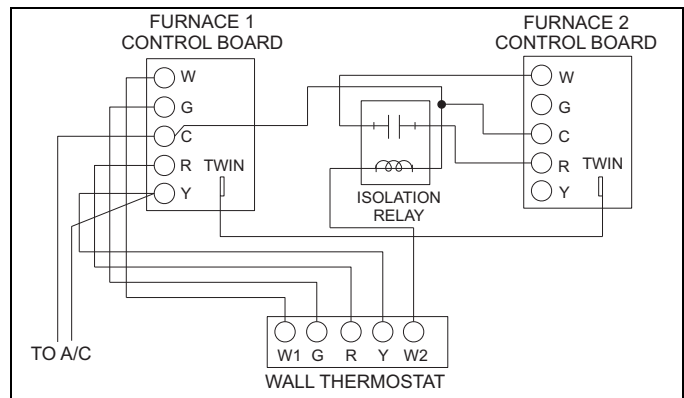 FURNACE 1
CONTROL BOARD
W
G
C
R TWIN
Y
FURNACE 2
CONTROL BOARD
W
G
C
R TWIN
Y
ISOLATION
RELAY
TO A/C
W1 G R Y W2
WALL THERMOSTAT